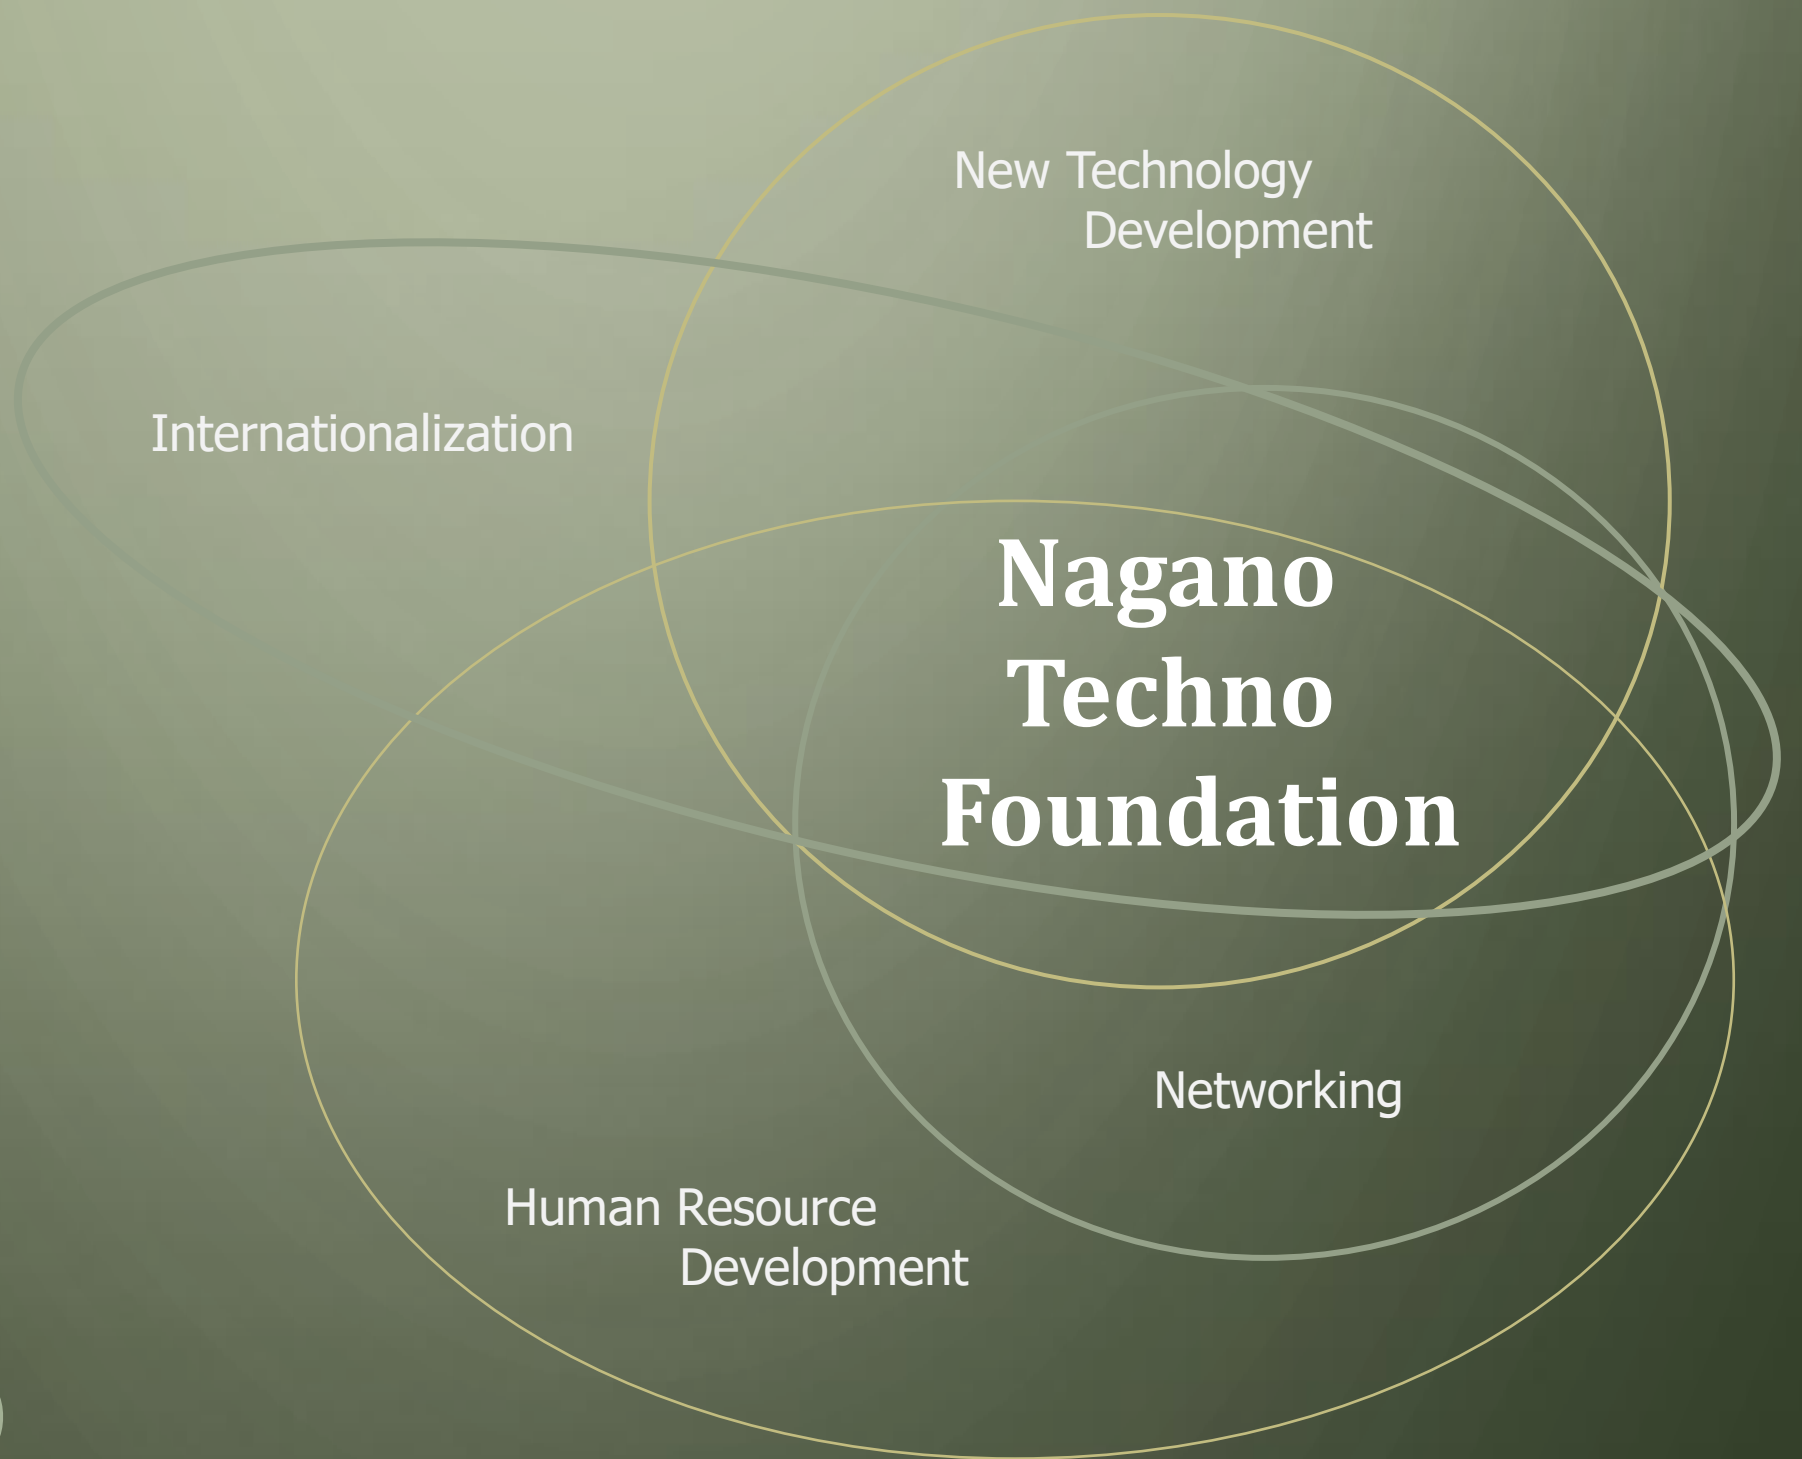 New Technology
Development
Internationalization
Nagano
Techno
Foundation
Networking
Human Resource
Development